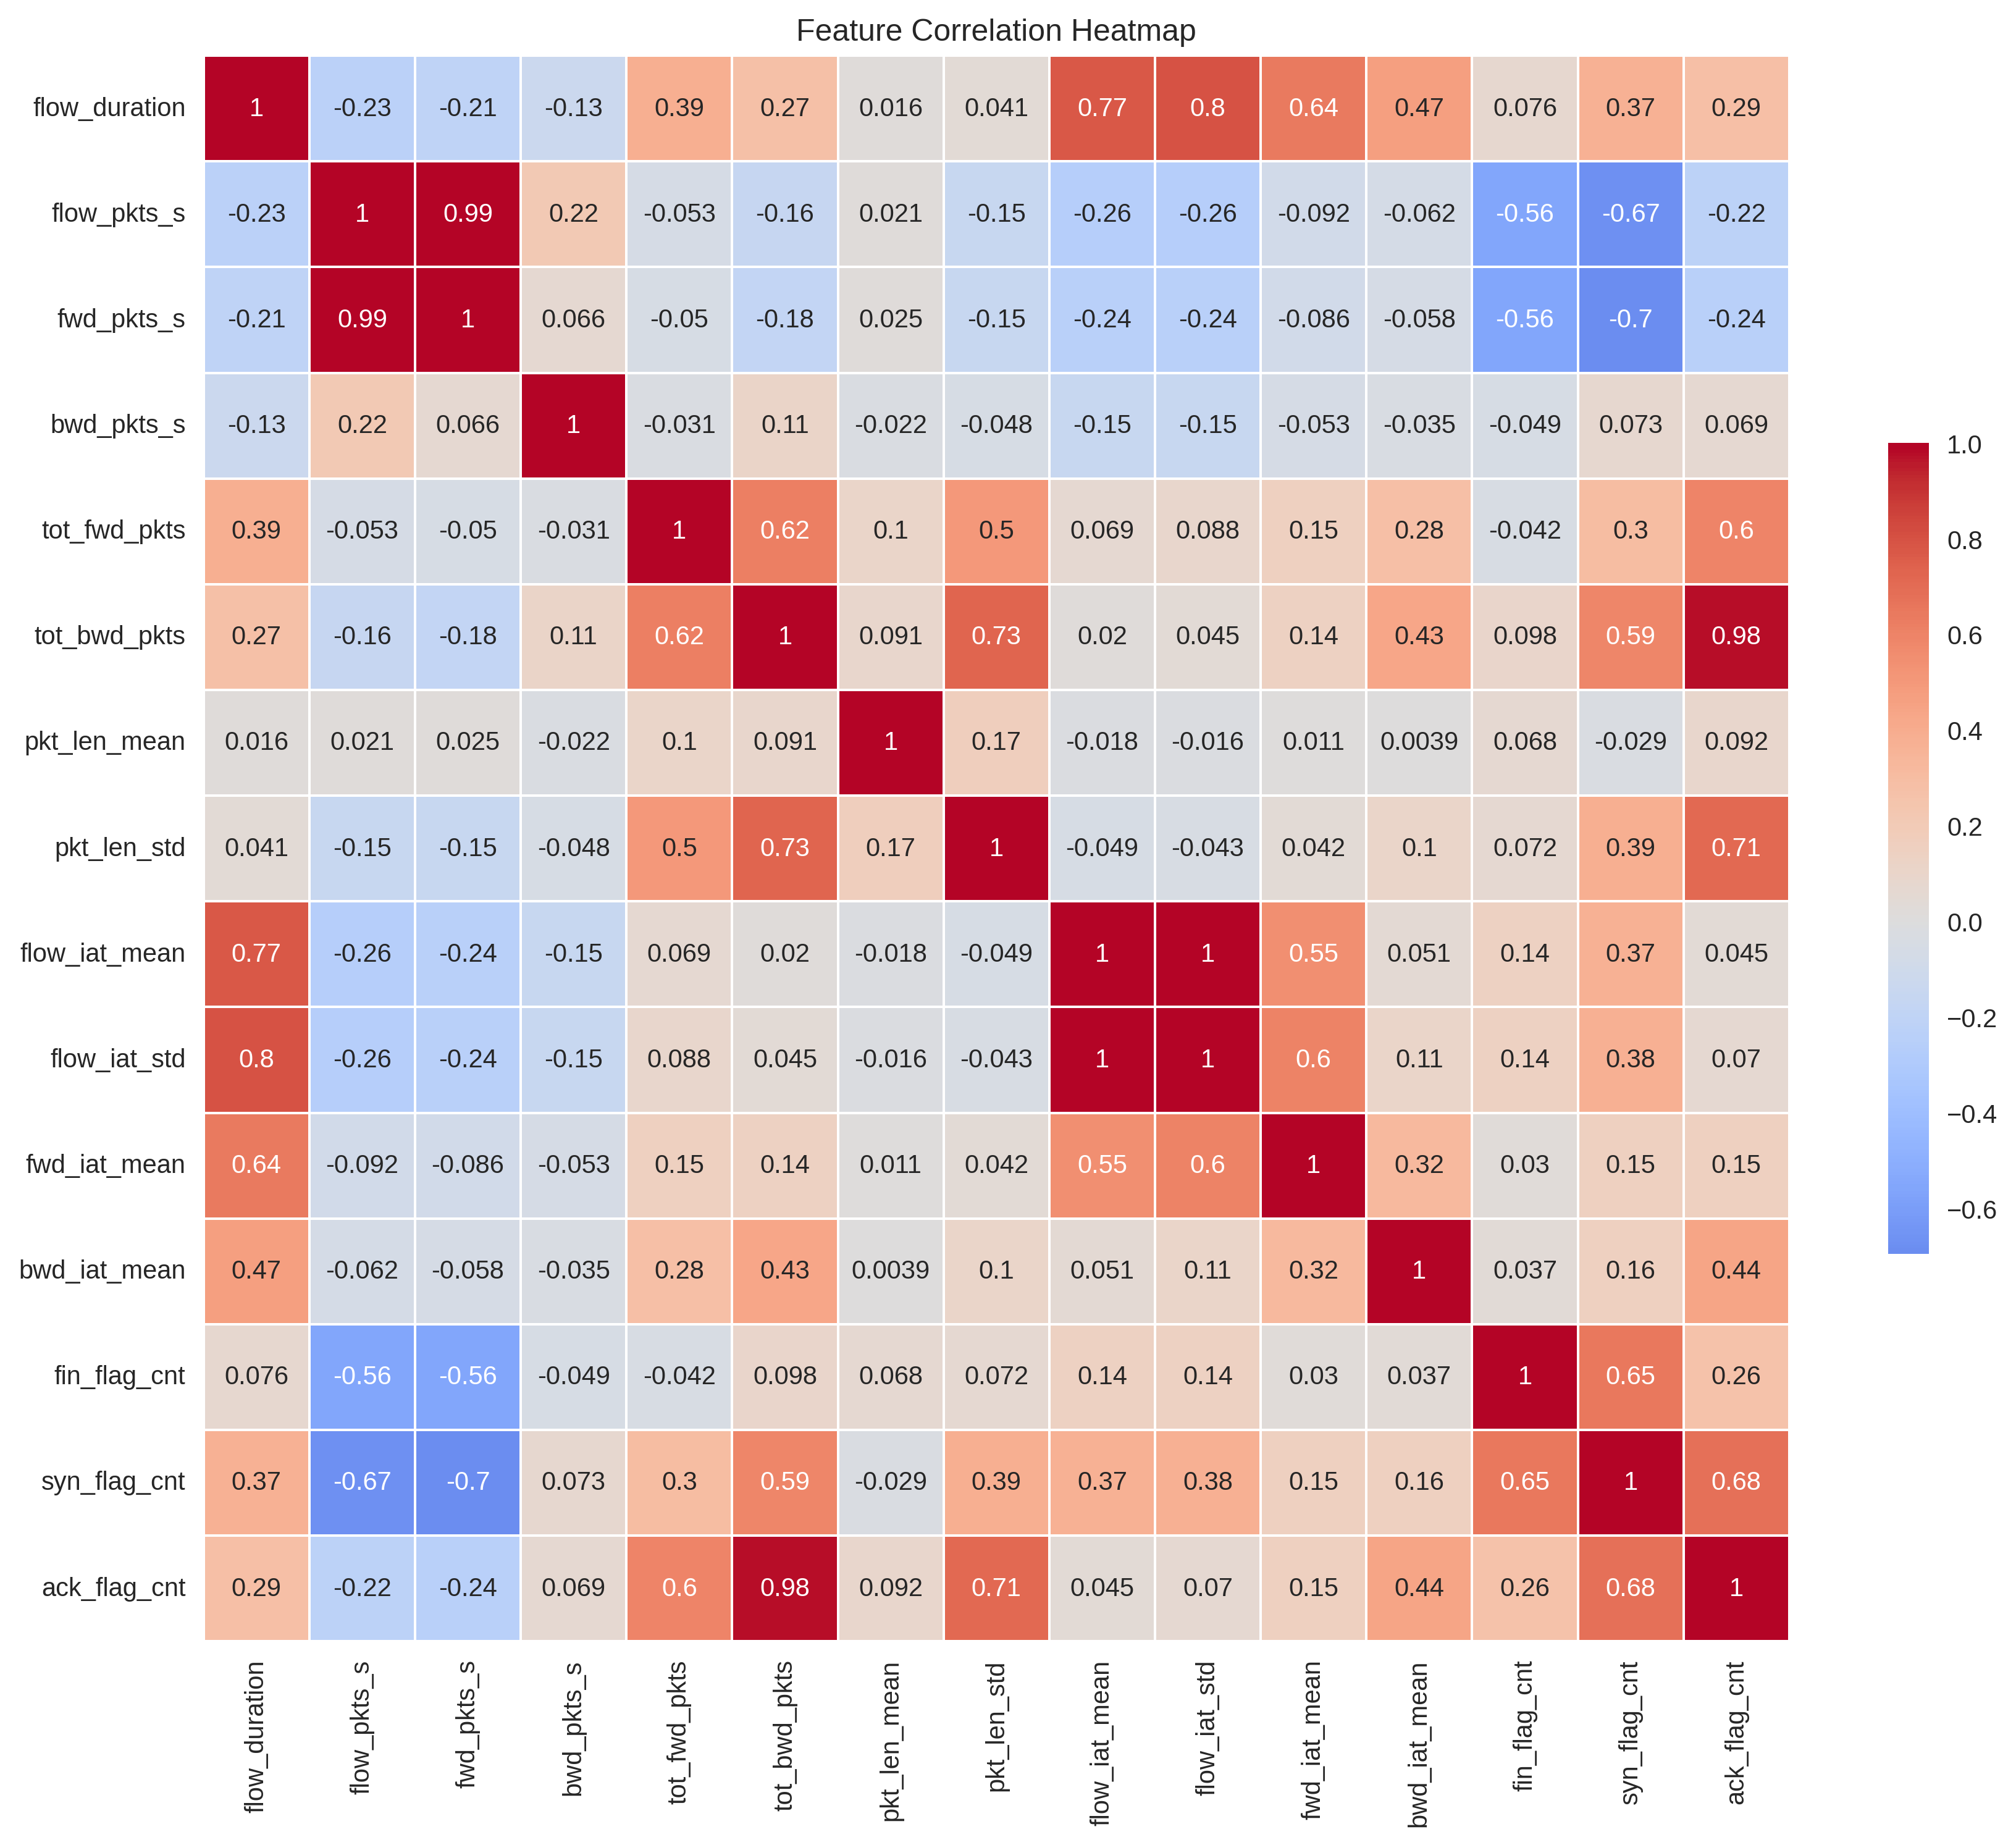 Feature Correlation Heatmap
flow_duration 1 -0.23 -0.21 -0.13 0.39 0.27 0.016 0.041 0.77 0.8 0.64 0.47 0.076 0.37 0.29
flow_pkts_s -0.23 1 0.99 0.22 -0.053 -0.16 0.021 -0.15 -0.26 -0.26 -0.092 -0.062 -0.56 -0.67 -0.22
fwd_pkts_s -0.21 0.99 1 0.066 -0.05 -0.18 0.025 -0.15 -0.24 -0.24 -0.086 -0.058 -0.56 -0.7 -0.24
bwd_pkts_s -0.13 0.22 0.066 1 -0.031 0.11 -0.022 -0.048 -0.15 -0.15 -0.053 -0.035 -0.049 0.073 0.069
tot_fwd_pkts 0.39 -0.053 -0.05 -0.031 1 0.62 0.1 0.5 0.069 0.088 0.15 0.28 -0.042 0.3 0.6
tot_bwd_pkts 0.27 -0.16 -0.18 0.11 0.62 1 0.091 0.73 0.02 0.045 0.14 0.43 0.098 0.59 0.98
pkt_len_mean 0.016 0.021 0.025 -0.022 0.1 0.091 1 0.17 -0.018 -0.016 0.011 0.0039 0.068 -0.029 0.092
pkt_len_std 0.041 -0.15 -0.15 -0.048 0.5 0.73 0.17 1 -0.049 -0.043 0.042 0.1 0.072 0.39 0.71
flow_iat_mean 0.77 -0.26 -0.24 -0.15 0.069 0.02 -0.018 -0.049 1 1 0.55 0.051 0.14 0.37 0.045
flow_iat_std 0.8 -0.26 -0.24 -0.15 0.088 0.045 -0.016 -0.043 1 1 0.6 0.11 0.14 0.38 0.07
fwd_iat_mean 0.64 -0.092 -0.086 -0.053 0.15 0.14 0.011 0.042 0.55 0.6 1 0.32 0.03 0.15 0.15
bwd_iat_mean 0.47 -0.062 -0.058 -0.035 0.28 0.43 0.0039 0.1 0.051 0.11 0.32 1 0.037 0.16 0.44
fin_flag_cnt 0.076 -0.56 -0.56 -0.049 -0.042 0.098 0.068 0.072 0.14 0.14 0.03 0.037 1 0.65 0.26
syn_flag_cnt 0.37 -0.67 -0.7 0.073 0.3 0.59 -0.029 0.39 0.37 0.38 0.15 0.16 0.65 1 0.68
ack_flag_cnt 0.29 -0.22 -0.24 0.069 0.6 0.98 0.092 0.71 0.045 0.07 0.15 0.44 0.26 0.68 1
flow_duration
flow_pkts_s
fwd_pkts_s
bwd_pkts_s
tot_fwd_pkts
tot_bwd_pkts
pkt_len_mean
pkt_len_std
flow_iat_mean
flow_iat_std
fwd_iat_mean
bwd_iat_mean
fin_flag_cnt
syn_flag_cnt
ack_flag_cnt
1.0
0.8
0.6
0.4
0.2
0.0
−0.2
−0.4
−0.6